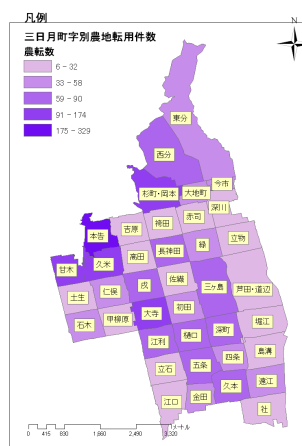 凡例
三日月町字別農地転用件数
農転数
6 - 32
33 - 58
59 - 90
91 - 174
175 - 329
N
東分
西分
今市
杉町・岡本
大地町
深川
赤司
本告
吉原
袴田
立物
緑
長神田
久米
高田
甘木
佐織
三ヶ島
芦田・道辺
土生
仁俣
戌
初田
石木
甲柳原
大寺
堀江
深町
樋口
江利
島溝
四条
五条
立石
遠江
久本
金田
江口
社
0 415 830 1,660 2,490 3,320
メートル